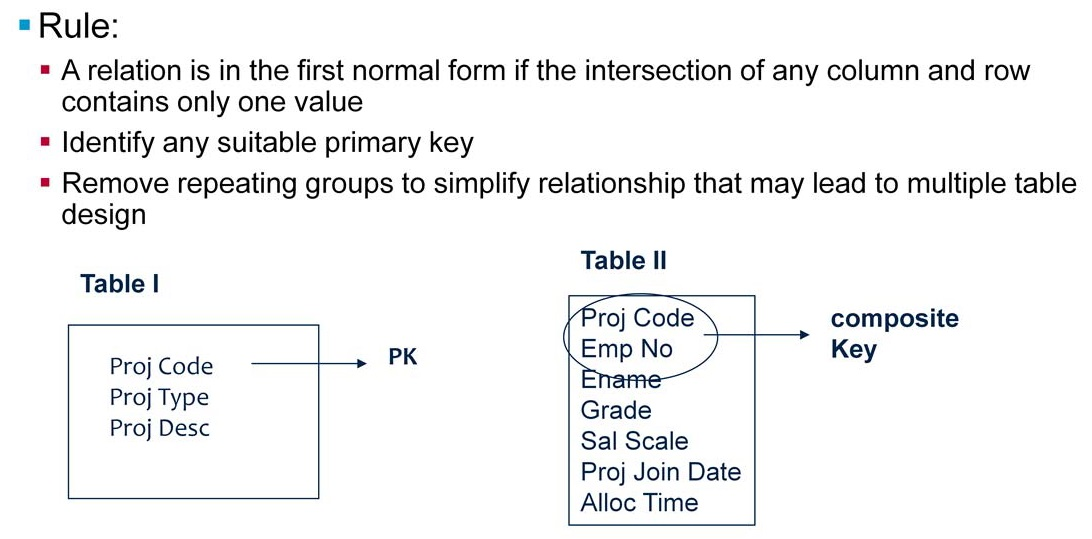 Rule:
A relation is in the first normal form if the intersection of any column and row
contains only one value
Identify any suitable primary key
Remove repeating groups to simplify relationship that may lead to multiple table
design
Table I
Proj Code
PK
Proj Type
Proj Desc
Table II
Proj Code
Emp No
composite
Key
Ename
Grade
Sal Scale
Proj Join Date
Alloc Time